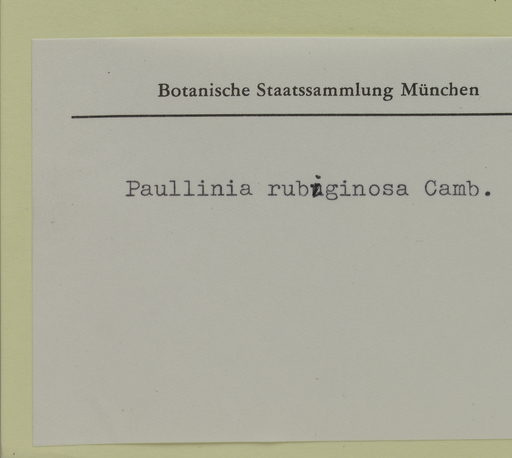 Botanische Staatssammlung München
Paullinia rubiginosa Camb.